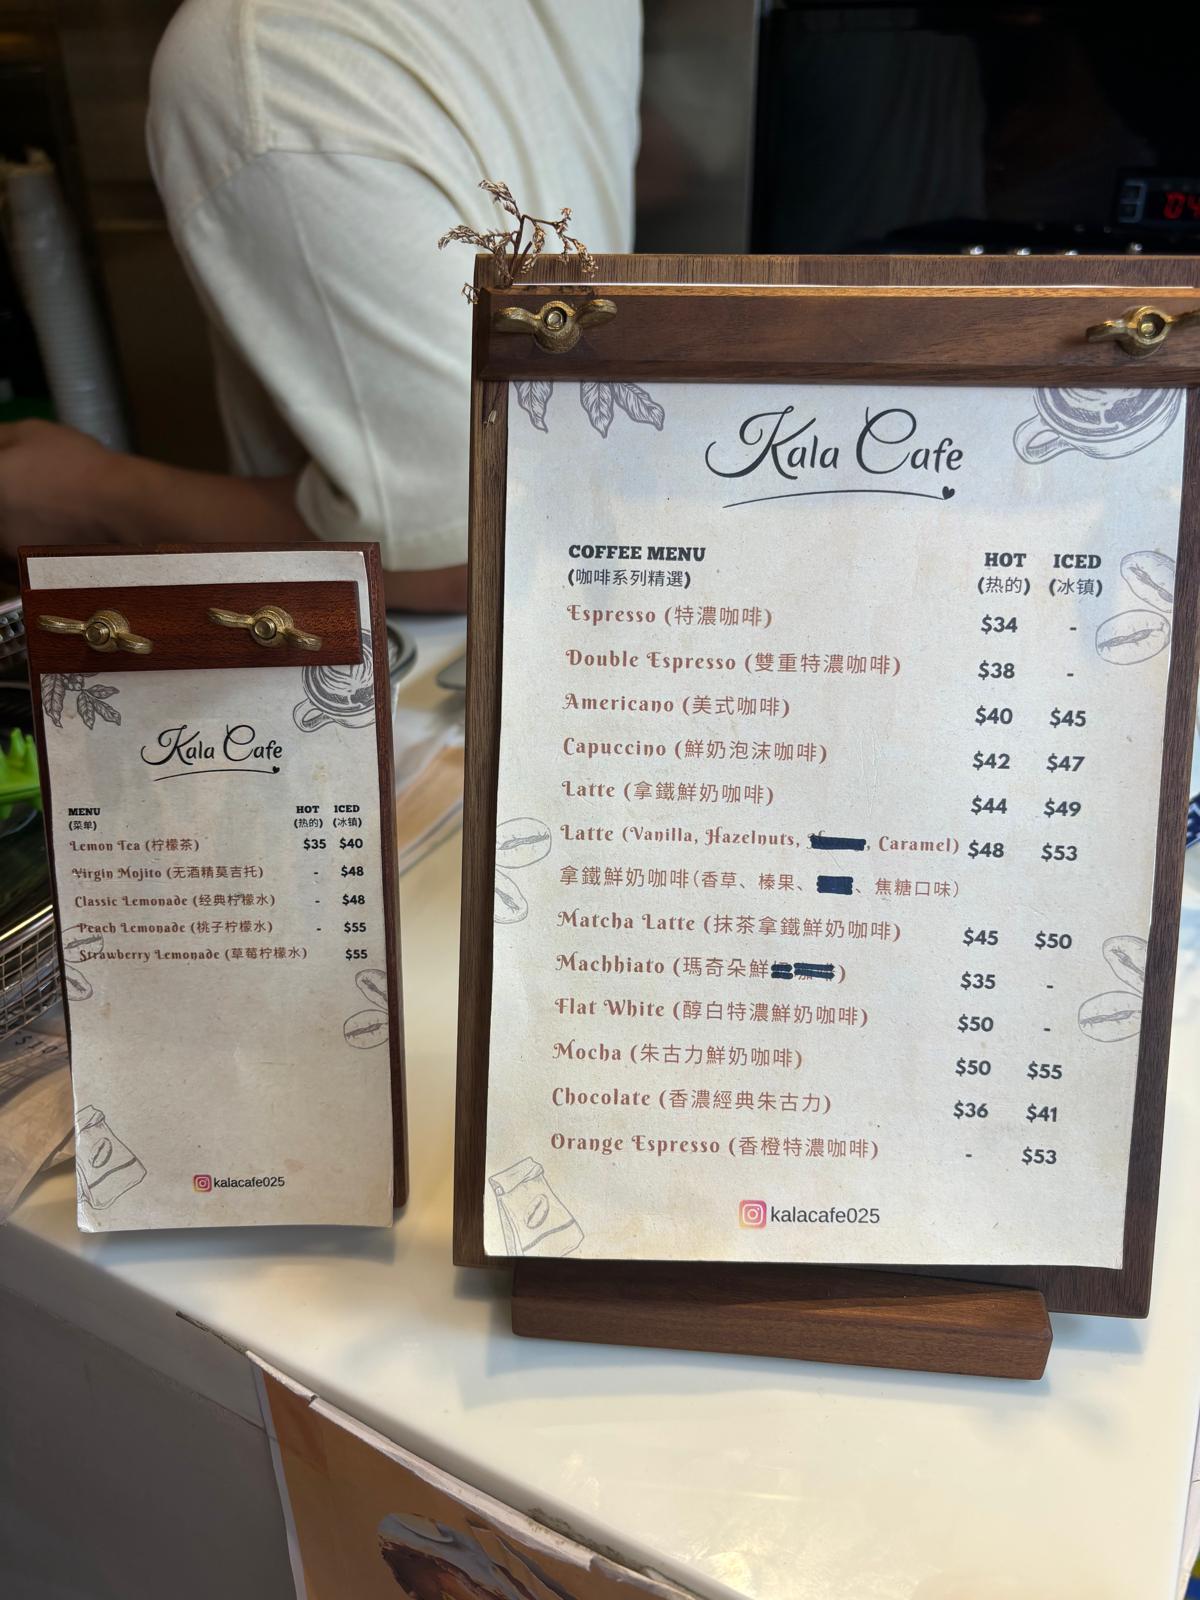 Kala Cafe
COFFEE MENU HOT ICED
(咖啡系列精選) (热的) (冰镇)
Espresso (特濃咖啡) $34 -
Double Espresso (雙重特濃咖啡) $38 -
Americano (美式咖啡) $40 $45
Capuccino (鮮奶泡沫咖啡) $42 $47
Latte (拿鐵鮮奶咖啡) $44 $49
Latte (Vanilla, Hazelnuts, , Caramel) $48 $53
拿鐵鮮奶咖啡(香草、榛果、、焦糖口味)
Matcha Latte (抹茶拿鐵鮮奶咖啡) $45 $50
Machhiato (瑪奇朵鮮) $35 -
Flat White (醇白特濃鮮奶咖啡) $50 -
Mocha (朱古力鮮奶咖啡) $50 $55
Chocolate (香濃經典朱古力) $36 $41
Orange Espresso (香橙特濃咖啡) - $53
kalacafe025
Kala Cafe
MENU HOT ICED
(菜单) (热的) (冰镇)
Lemon Tea (柠檬茶) $35 $40
Virgin Mojito (无酒精莫吉托) - $48
Classic Lemonade (经典柠檬水) - $48
Peach Lemonade (桃子柠檬水) - $55
Strawberry Lemonade (草莓柠檬水) $55
kalacafe025